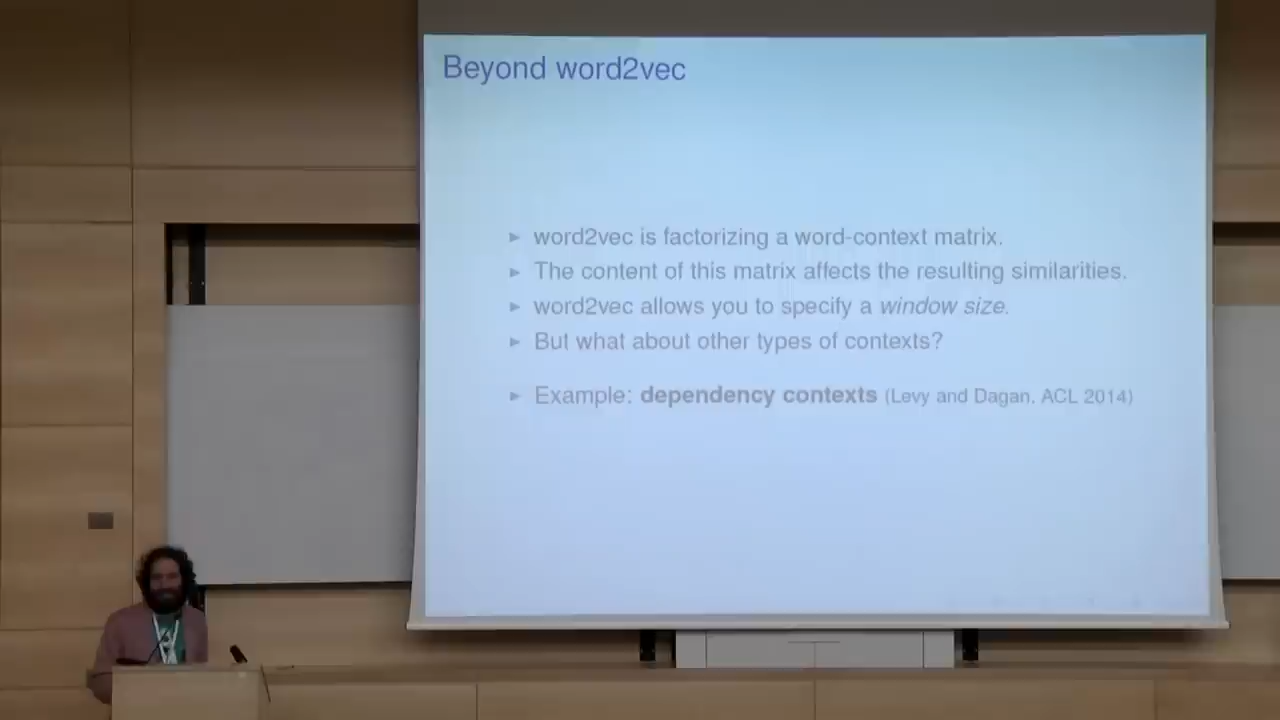 Beyond word2vec
► word2vec is factorizing a word-context matrix.
► The content of this matrix affects the resulting similarities.
► word2vec allows you to specify a window size.
► But what about other types of contexts?
► Example: dependency contexts (Levy and Dagan, ACL 2014)